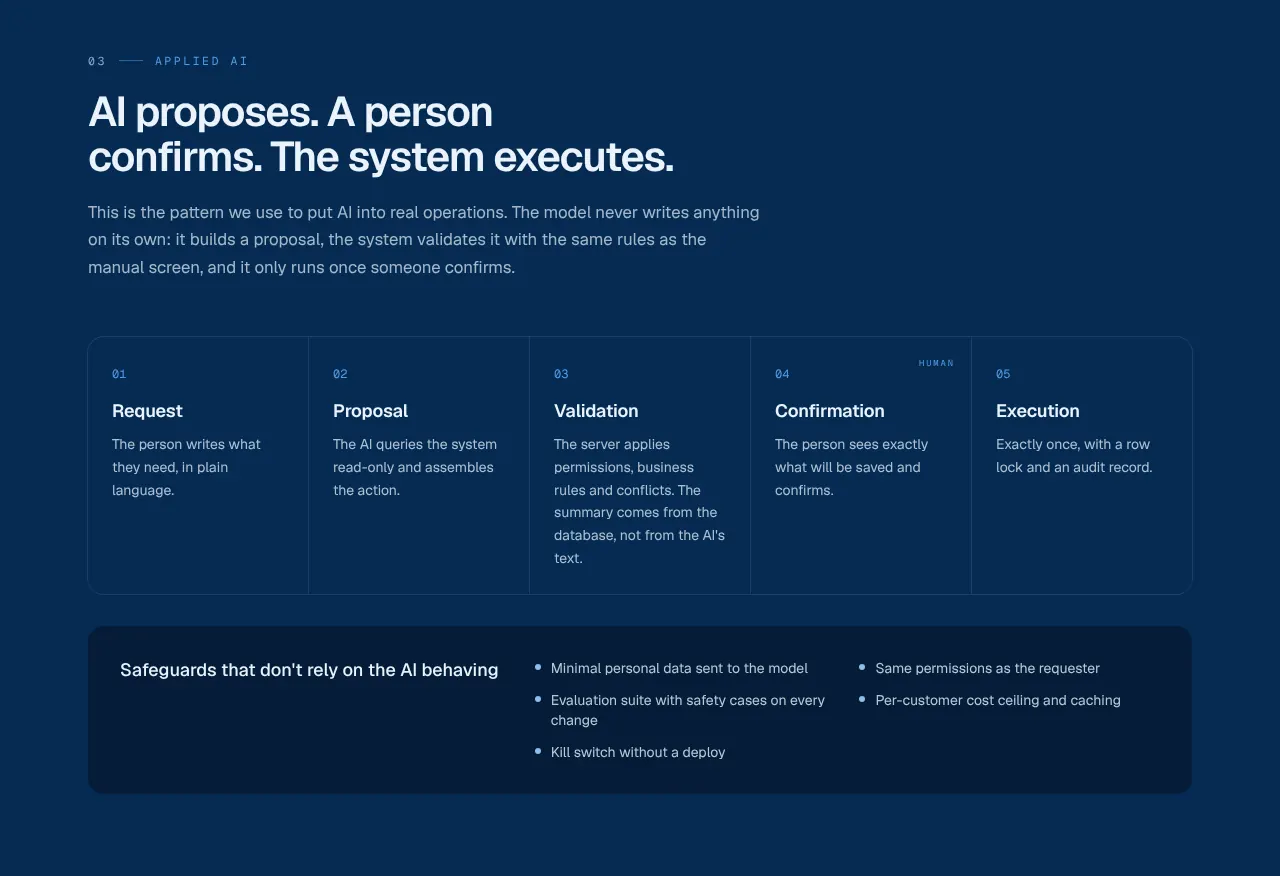 03 — APPLIED AI
AI proposes. A person
confirms. The system executes.
This is the pattern we use to put AI into real operations. The model never writes anything
on its own: it builds a proposal, the system validates it with the same rules as the
manual screen, and it only runs once someone confirms.
01
Request
The person writes what
they need, in plain
language.
02
Proposal
The AI queries the system
read-only and assembles
the action.
03
Validation
The server applies
permissions, business
rules and conflicts. The
summary comes from the
database, not from the AI's
text.
HUMAN
04
Confirmation
The person sees exactly
what will be saved and
confirms.
05
Execution
Exactly once, with a row
lock and an audit record.
Safeguards that don't rely on the AI behaving
Minimal personal data sent to the model
Evaluation suite with safety cases on every
change
Kill switch without a deploy
Same permissions as the requester
Per-customer cost ceiling and caching